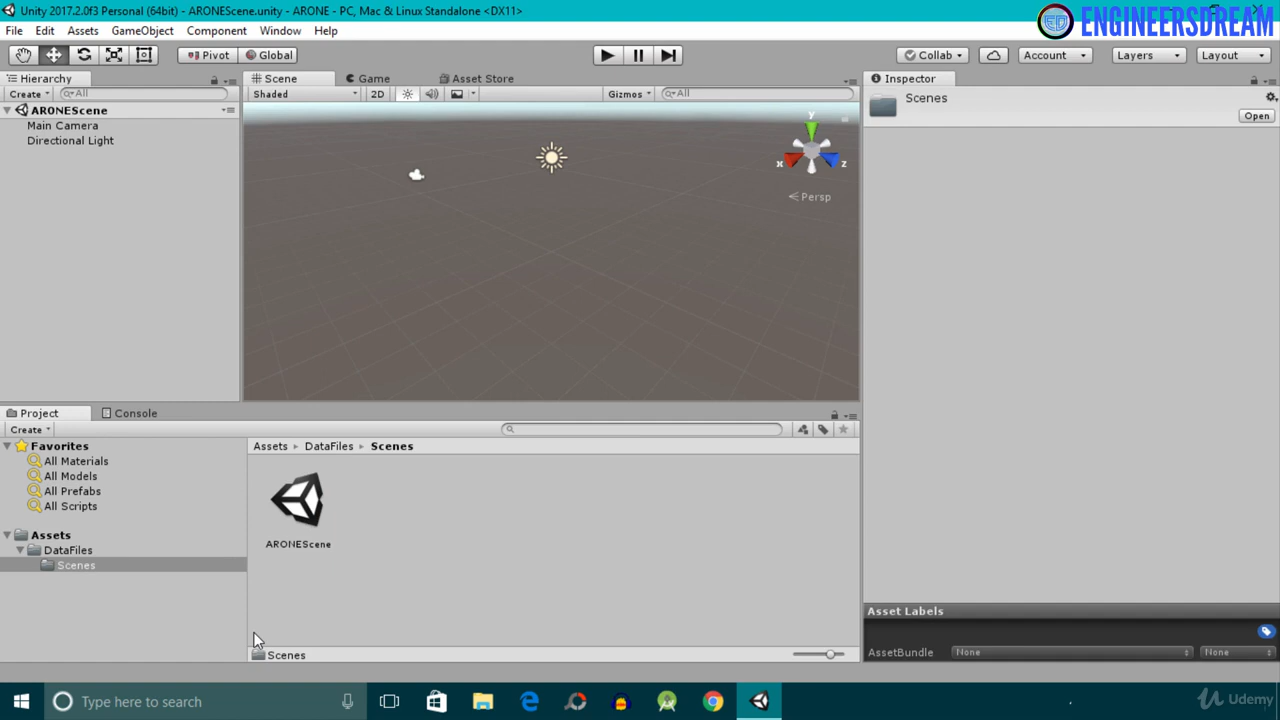 Unity 2017.2.0f3 Personal (64bit) - ARONEScene.unity - ARONE - PC, Mac & Linux Standalone <DX11>
ED ENGINEERSDREAM
File Edit Assets GameObject Component Window Help
Pivot Global Collab Account Layers Layout
Hierarchy Scene Game Asset Store Inspector
Create All Shaded 2D Gizmos All Scenes
Open
ARONEScene
Main Camera
Directional Light
y
x z
Persp
Project Console
Create
Favorites Assets DataFiles Scenes
All Materials
All Models
All Prefabs
All Scripts
Assets
DataFiles
Scenes
ARONEScene
Scenes
Asset Labels
AssetBundle None None
Type here to search
Udemy